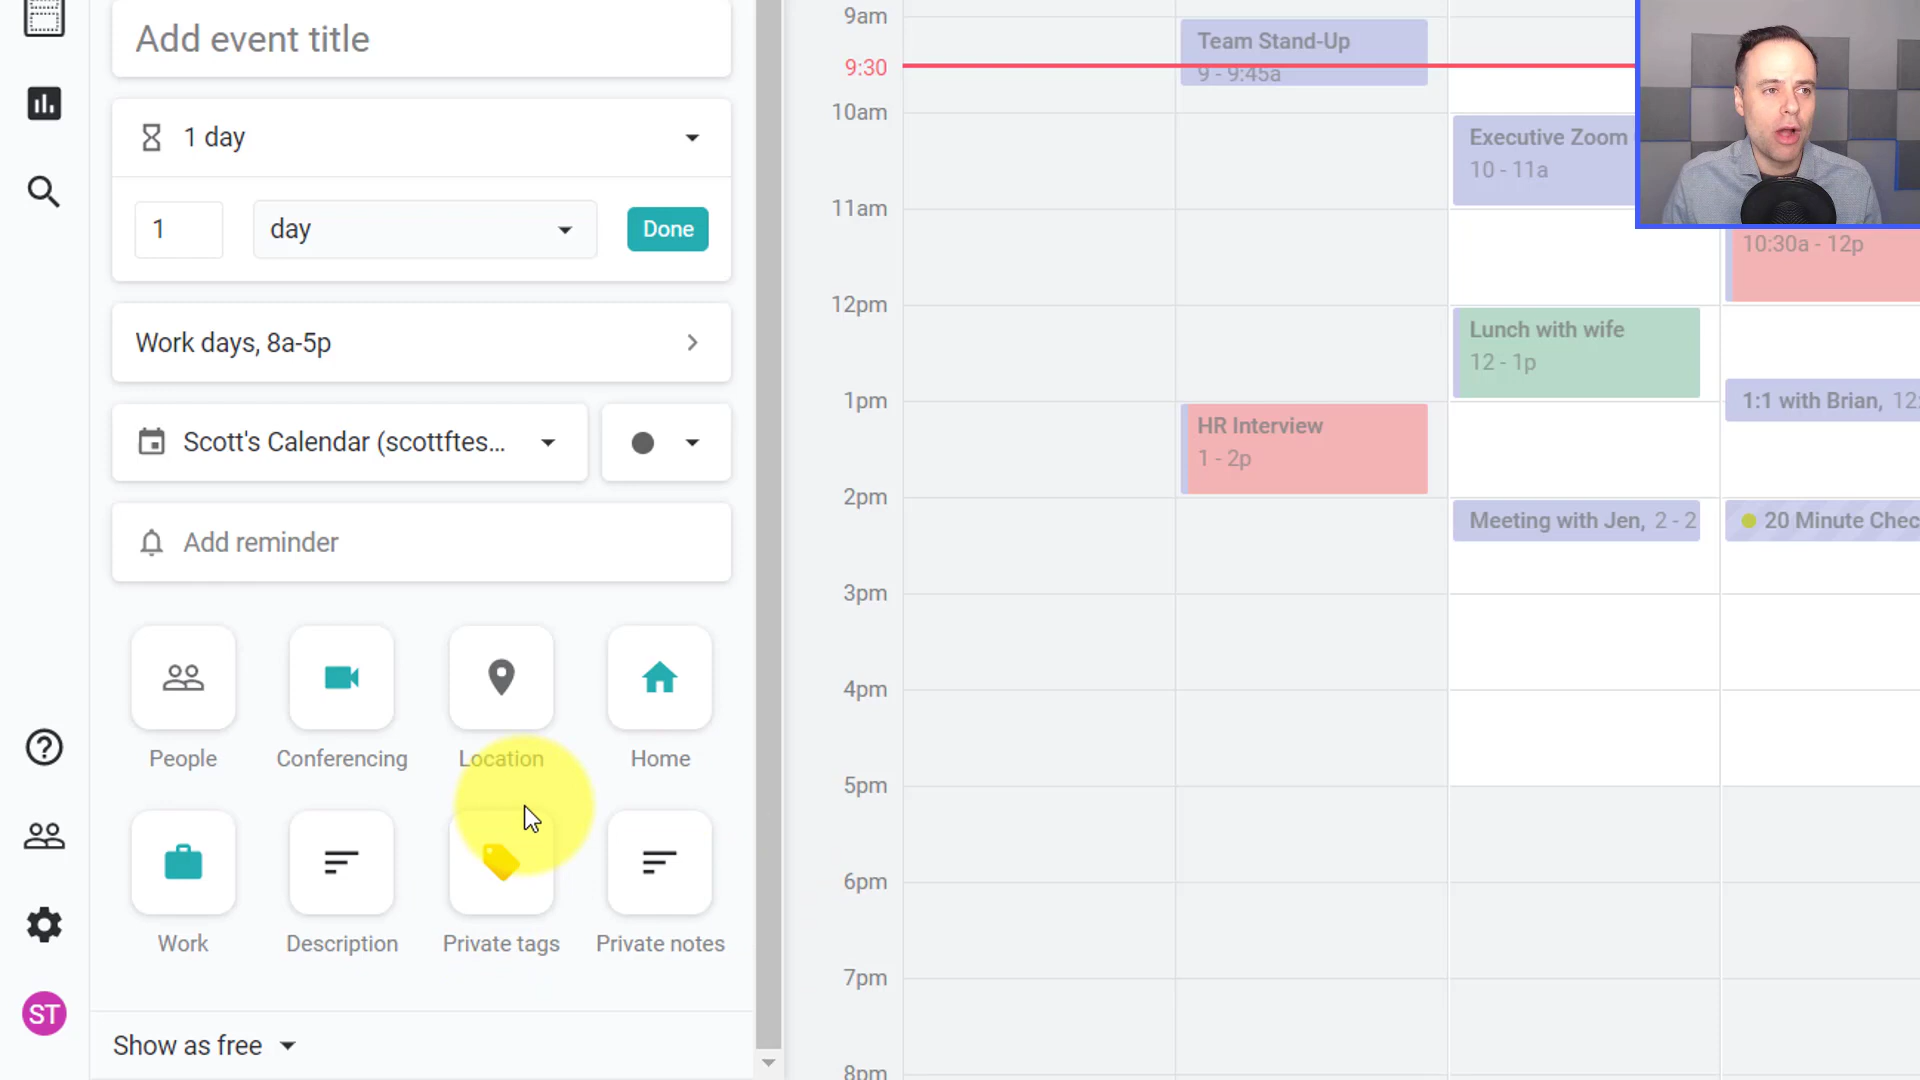 Add event title
1 day
1
day
Done
Work days, 8a-5p
Scott's Calendar (scottftes...
Add reminder
People
Conferencing
Location
Home
Work
Description
Private tags
Private notes
ST
Show as free
9am
9:30
10am
11am
12pm
1pm
2pm
3pm
4pm
5pm
6pm
7pm
8pm
Team Stand-Up
9 - 9:45a
HR Interview
1 - 2p
Executive Zoom
10 - 11a
Lunch with wife
12 - 1p
Meeting with Jen, 2 - 2
10:30a - 12p
1:1 with Brian, 12:
20 Minute Chec